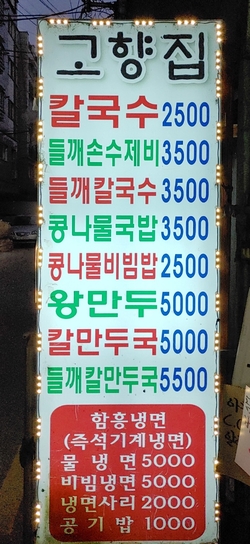 고향집
칼국수 2500
들깨손수제비 3500
들깨칼국수 3500
콩나물국밥 3500
콩나물비빔밥 2500
왕만두 5000
칼만두국 5000
들깨칼만두국 5500
함흥냉면
(즉석기계냉면)
물냉면 5000
비빔냉면 5000
냉면사리 2000
공기밥 1000